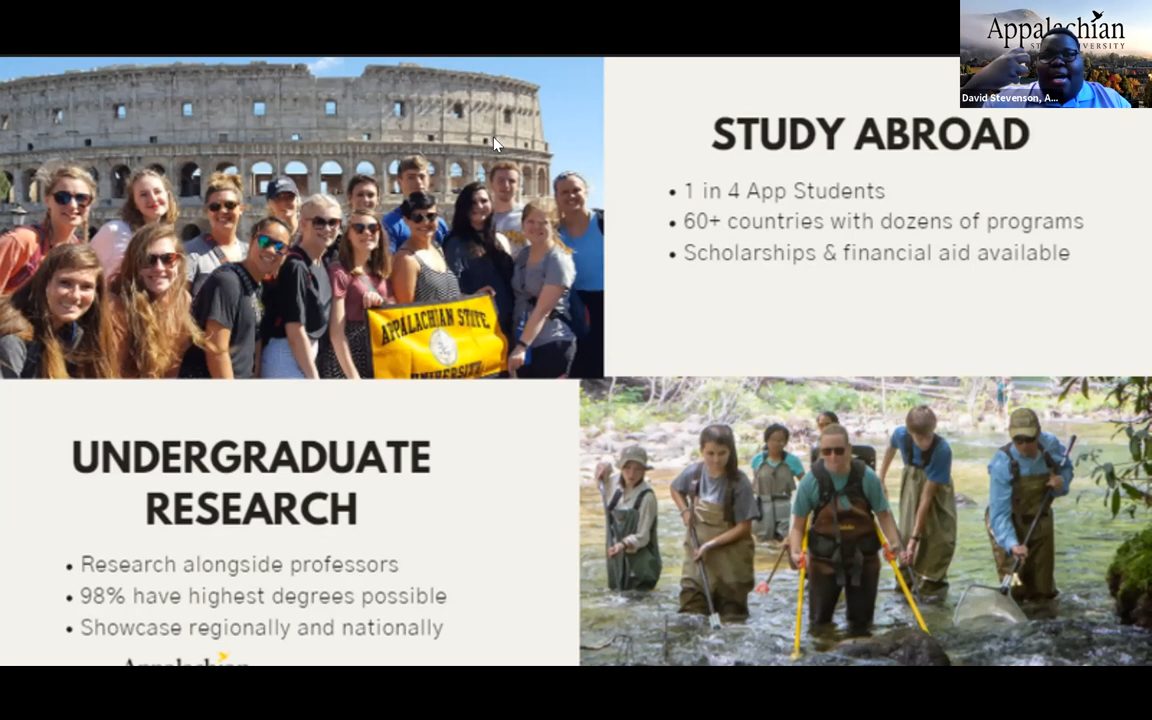 Appalachian
STATE UNIVERSITY
David Stevenson, A...
STUDY ABROAD
• 1 in 4 App Students
• 60+ countries with dozens of programs
• Scholarships & financial aid available
APPALACHIAN STATE
UNIVERSITY
UNDERGRADUATE
RESEARCH
• Research alongside professors
• 98% have highest degrees possible
• Showcase regionally and nationally
Appalachian